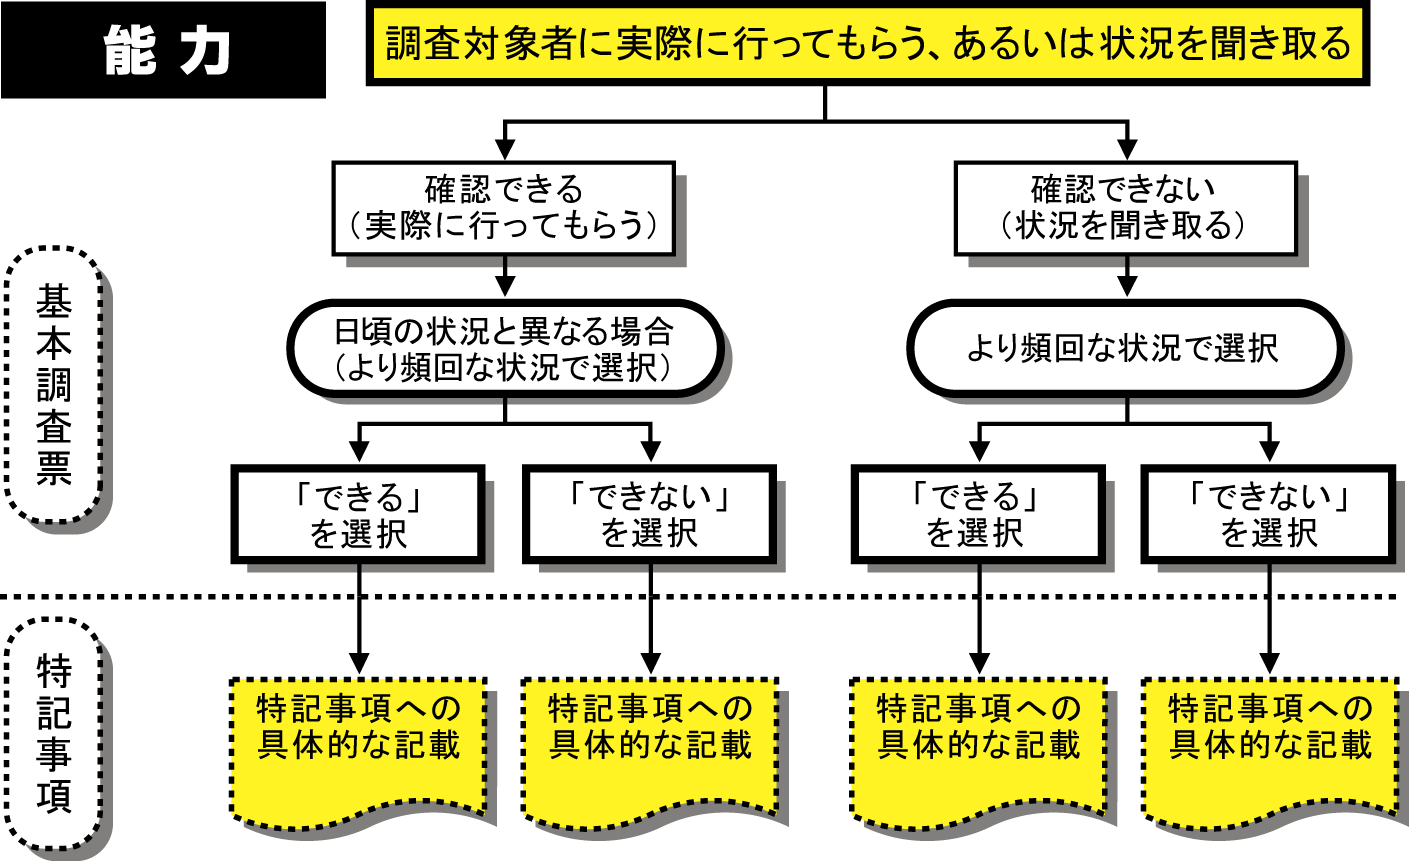 能力
調査対象者に実際に行ってもらう、あるいは状況を聞き取る
確認できる
(実際に行ってもらう)
確認できない
(状況を聞き取る)
基本調査票
日頃の状況と異なる場合
(より頻回な状況で選択)
より頻回な状況で選択
「できる」
を選択
「できない」
を選択
「できる」
を選択
「できない」
を選択
特記事項
特記事項への
具体的な記載
特記事項への
具体的な記載
特記事項への
具体的な記載
特記事項への
具体的な記載